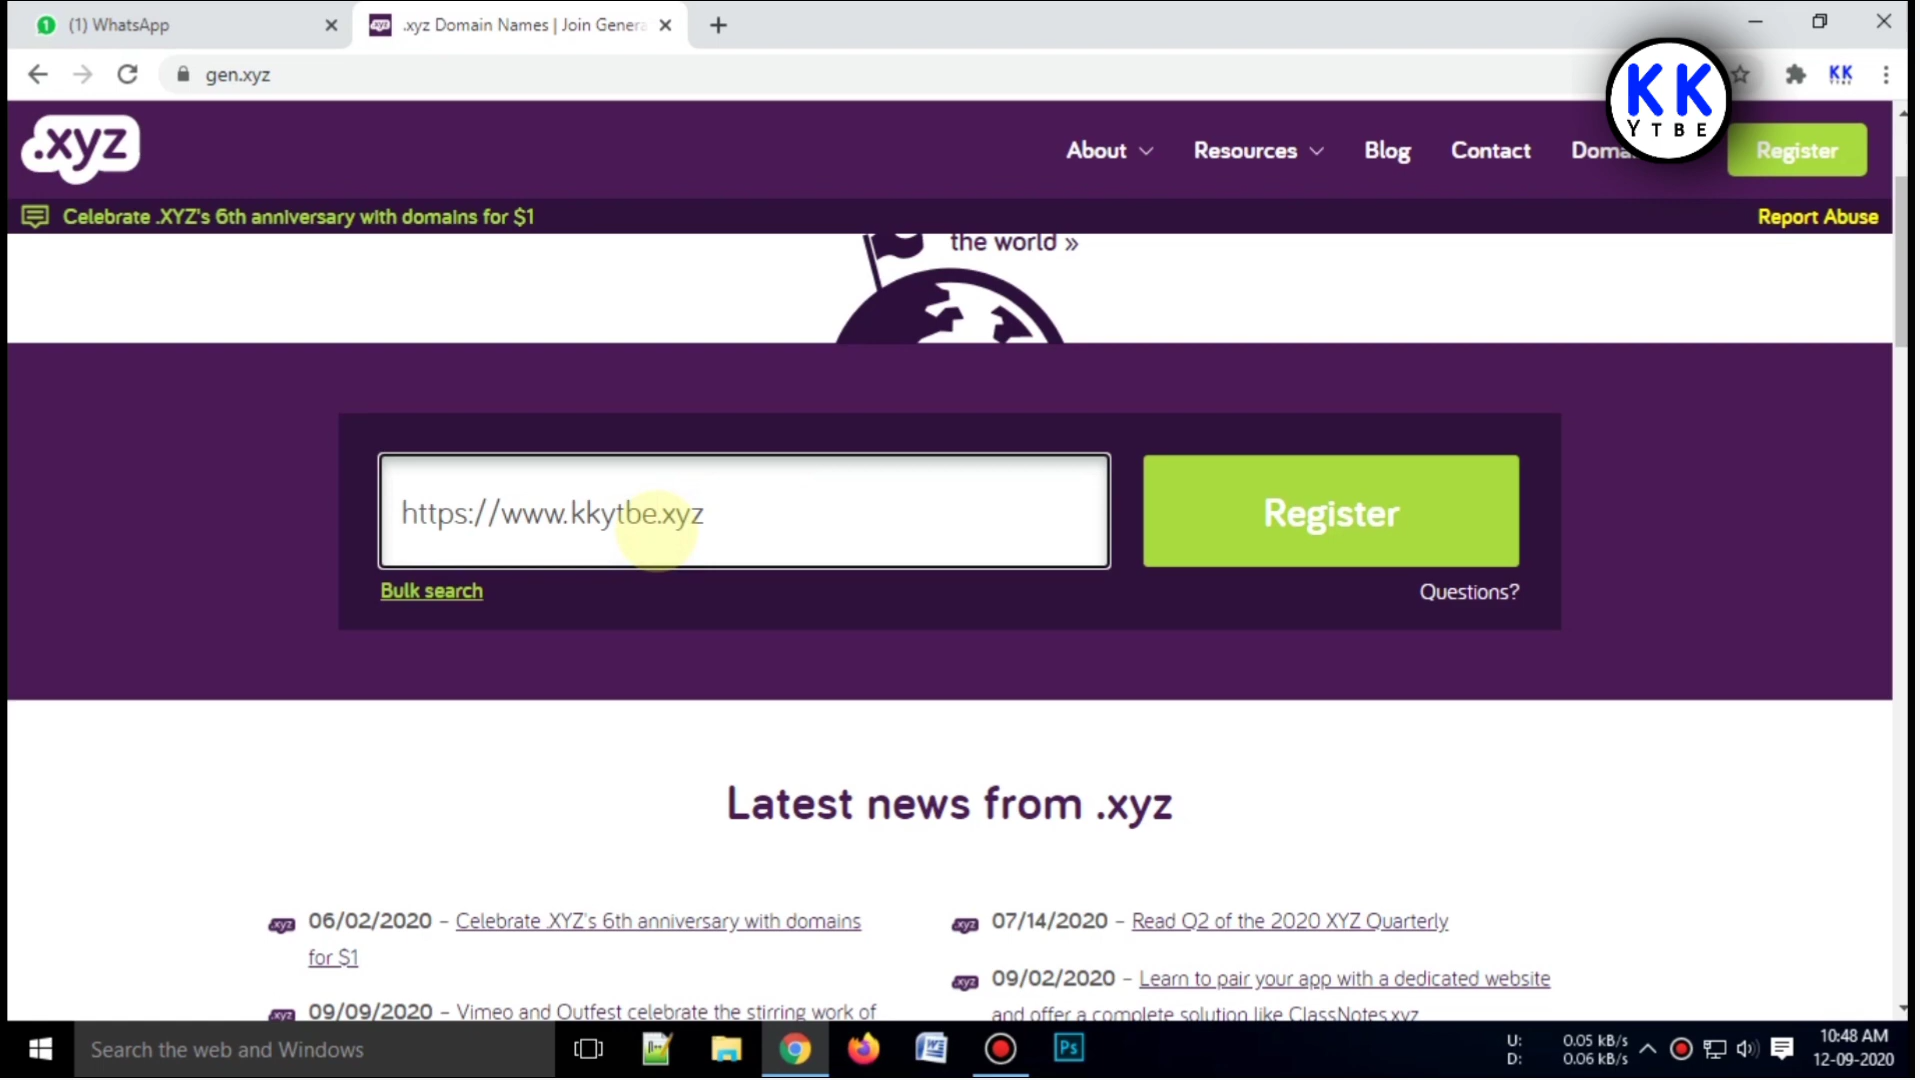 (1) WhatsApp
.xyz Domain Names | Join Genera
gen.xyz
KK
KK
YTBE
.xyz
About
Resources
Blog
Contact
Register
Celebrate .XYZ's 6th anniversary with domains for $1
Report Abuse
the world »
https://www.kkytbe.xyz
Register
Bulk search
Questions?
Latest news from .xyz
06/02/2020 – Celebrate .XYZ's 6th anniversary with domains
for $1
09/09/2020 – Vimeo and Outfest celebrate the stirring work of
07/14/2020 – Read Q2 of the 2020 XYZ Quarterly
09/02/2020 – Learn to pair your app with a dedicated website
and offer a complete solution like ClassNotes.xyz
Search the web and Windows
Ps
U: 0.05 kB/s
D: 0.06 kB/s
10:48 AM
12-09-2020